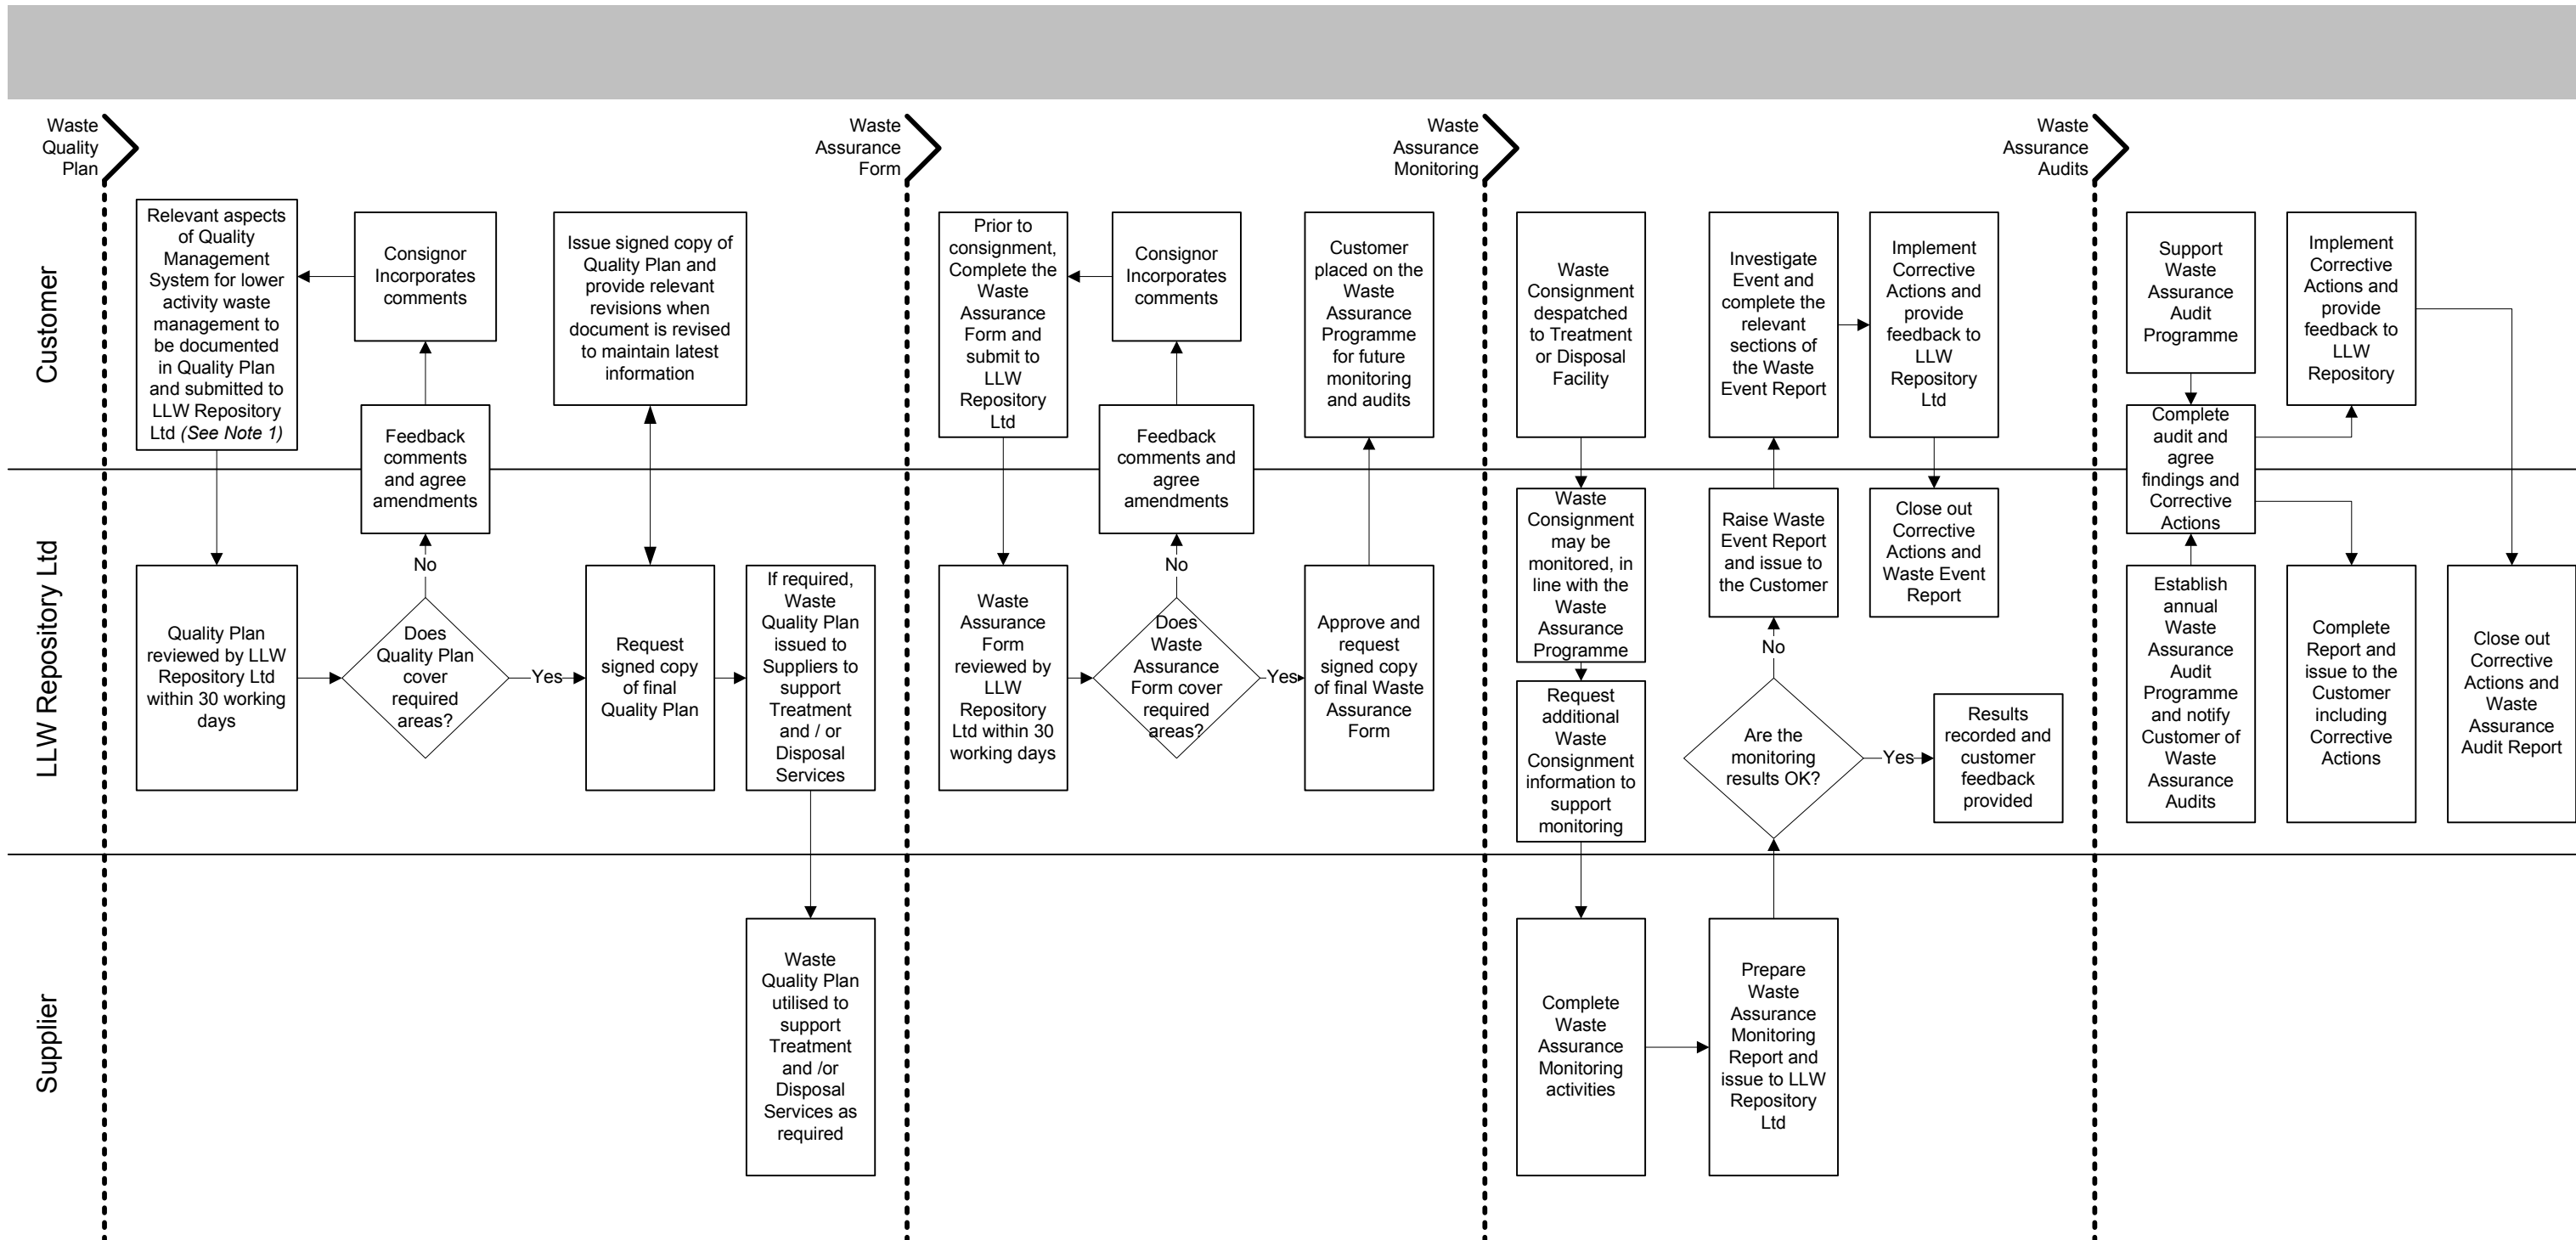 Waste
Quality
Plan
Waste
Assurance
Form
Waste
Assurance
Monitoring
Waste
Assurance
Audits
Customer
Relevant aspects
of Quality
Management
System for lower
activity waste
management to
be documented
in Quality Plan
and submitted to
LLW Repository
Ltd (See Note 1)
Consignor
Incorporates
comments
Issue signed copy of
Quality Plan and
provide relevant
revisions when
document is revised
to maintain latest
information
Feedback
comments
and agree
amendments
Prior to
consignment,
Complete the
Waste
Assurance
Form and
submit to
LLW
Repository
Ltd
Consignor
Incorporates
comments
Customer
placed on the
Waste
Assurance
Programme
for future
monitoring
and audits
Feedback
comments and
agree
amendments
Waste
Consignment
despatched
to Treatment
or Disposal
Facility
Investigate
Event and
complete the
relevant
sections of
the Waste
Event Report
Implement
Corrective
Actions and
provide
feedback to
LLW
Repository
Ltd
Support
Waste
Assurance
Audit
Programme
Implement
Corrective
Actions and
provide
feedback to
LLW
Repository
Complete
audit and
agree
findings and
Corrective
Actions
LLW Repository Ltd
Quality Plan
reviewed by LLW
Repository Ltd
within 30 working
days
No
Does
Quality Plan
cover
required
areas?
Yes
Request
signed copy
of final
Quality Plan
If required,
Waste
Quality Plan
issued to
Suppliers to
support
Treatment
and / or
Disposal
Services
Waste
Assurance
Form
reviewed by
LLW
Repository
Ltd within 30
working days
No
Does
Waste
Assurance
Form cover
required
areas?
Yes
Approve and
request
signed copy
of final Waste
Assurance
Form
Waste
Consignment
may be
monitored, in
line with the
Waste
Assurance
Programme
Request
additional
Waste
Consignment
information to
support
monitoring
Raise Waste
Event Report
and issue to
the Customer
No
Are the
monitoring
results OK?
Yes
Close out
Corrective
Actions and
Waste Event
Report
Results
recorded and
customer
feedback
provided
Establish
annual
Waste
Assurance
Audit
Programme
and notify
Customer of
Waste
Assurance
Audits
Complete
Report and
issue to the
Customer
including
Corrective
Actions
Close out
Corrective
Actions and
Waste
Assurance
Audit Report
Supplier
Waste
Quality Plan
utilised to
support
Treatment
and /or
Disposal
Services as
required
Complete
Waste
Assurance
Monitoring
activities
Prepare
Waste
Assurance
Monitoring
Report and
issue to LLW
Repository
Ltd